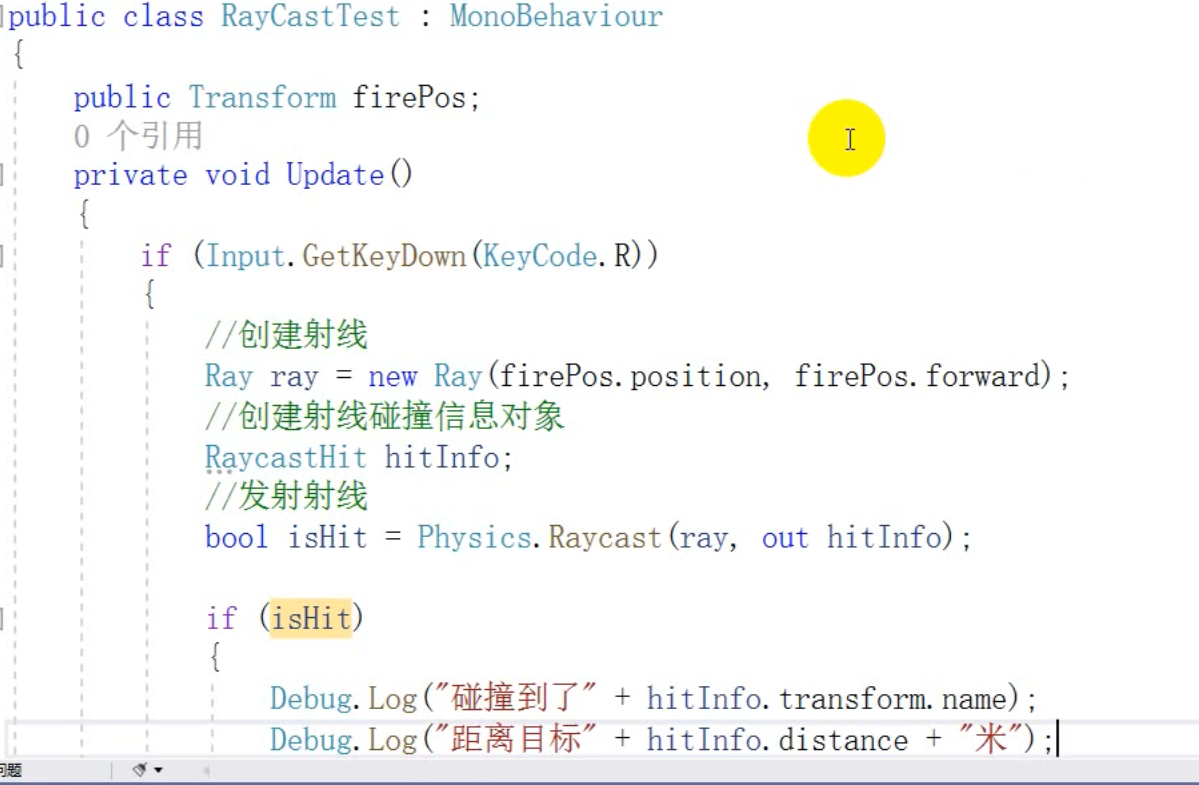 public class RayCastTest : MonoBehaviour
{
public Transform firePos;
0 个引用
private void Update()
{
if (Input.GetKeyDown(KeyCode.R))
{
//创建射线
Ray ray = new Ray(firePos.position, firePos.forward);
//创建射线碰撞信息对象
RaycastHit hitInfo;
//发射射线
bool isHit = Physics.Raycast(ray, out hitInfo);
if (isHit)
{
Debug.Log("碰撞到了" + hitInfo.transform.name);
Debug.Log("距离目标" + hitInfo.distance + "米");
问题